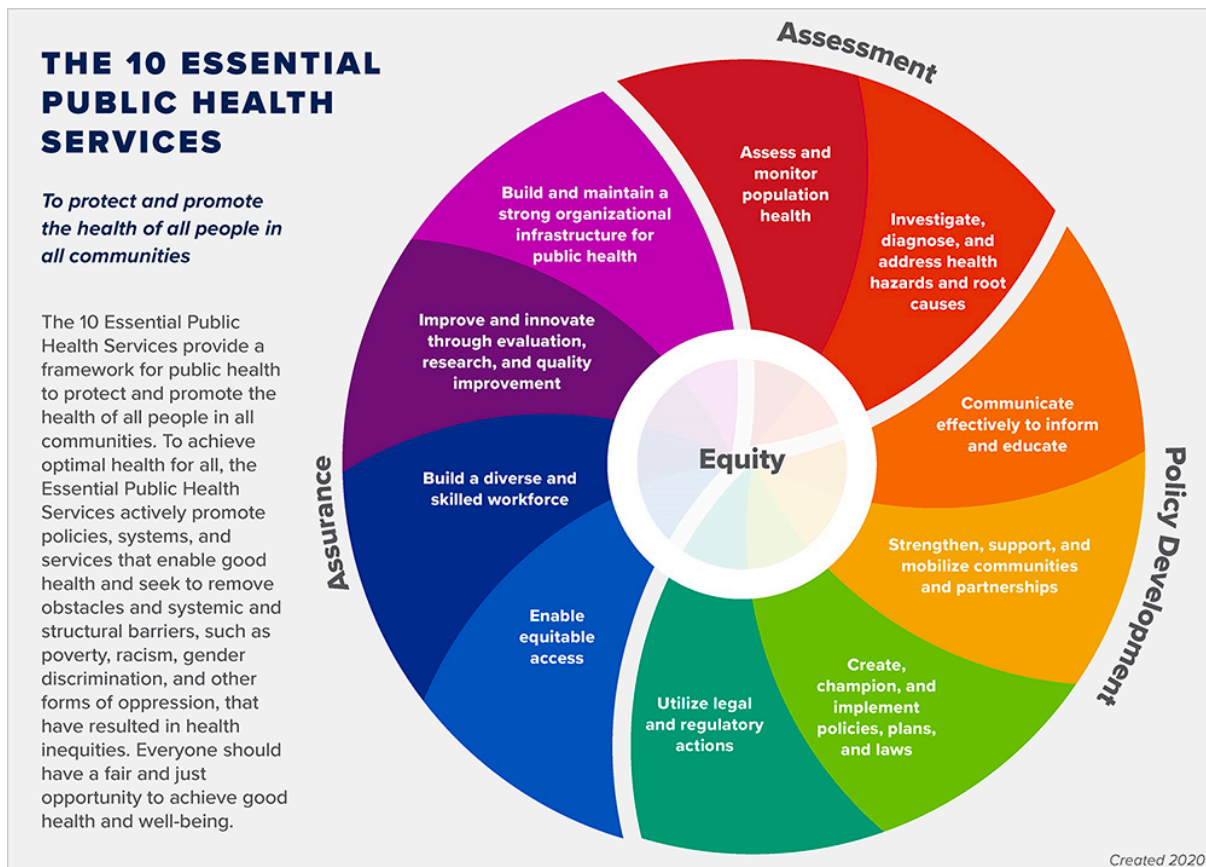 THE 10 ESSENTIAL
PUBLIC HEALTH
SERVICES
To protect and promote
the health of all people in
all communities
The 10 Essential Public
Health Services provide a
framework for public health
to protect and promote the
health of all people in all
communities. To achieve
optimal health for all, the
Essential Public Health
Services actively promote
policies, systems, and
services that enable good
health and seek to remove
obstacles and systemic and
structural barriers, such as
poverty, racism, gender
discrimination, and other
forms of oppression, that
have resulted in health
inequities. Everyone should
have a fair and just
opportunity to achieve good
health and well-being.
Assessment
Assess and
monitor
population
health
Investigate,
diagnose, and
address health
hazards and root
causes
Policy Development
Communicate
effectively to inform
and educate
Strengthen, support, and
mobilize communities
and partnerships
Create,
champion, and
implement
policies, plans,
and laws
Utilize legal
and regulatory
actions
Assurance
Enable
equitable
access
Build a diverse and
skilled workforce
Improve and innovate
through evaluation,
research, and quality
improvement
Build and maintain a
strong organizational
infrastructure for
public health
Equity
Created 2020